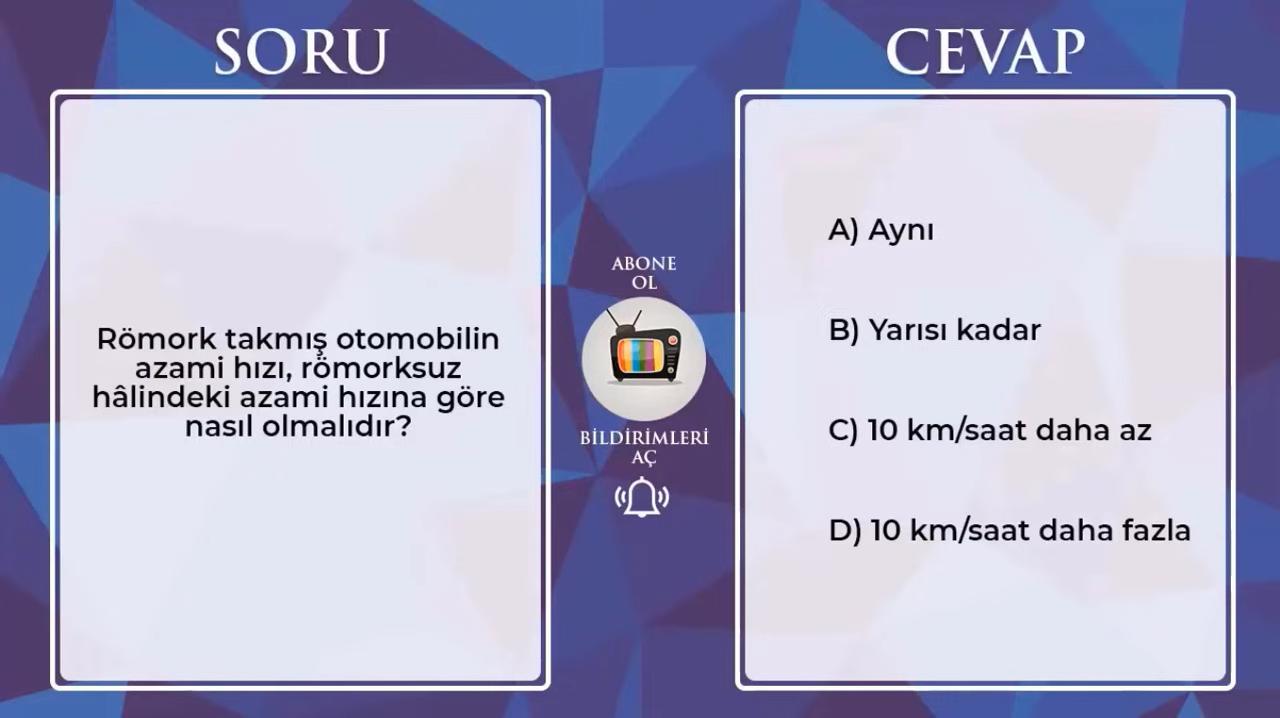 SORU
Römork takmış otomobilin
azami hızı, römorksuz
hâlindeki azami hızına göre
nasıl olmalıdır?
ABONE
OL
BİLDİRİMLERİ
AÇ
CEVAP
A) Aynı
B) Yarısı kadar
C) 10 km/saat daha az
D) 10 km/saat daha fazla